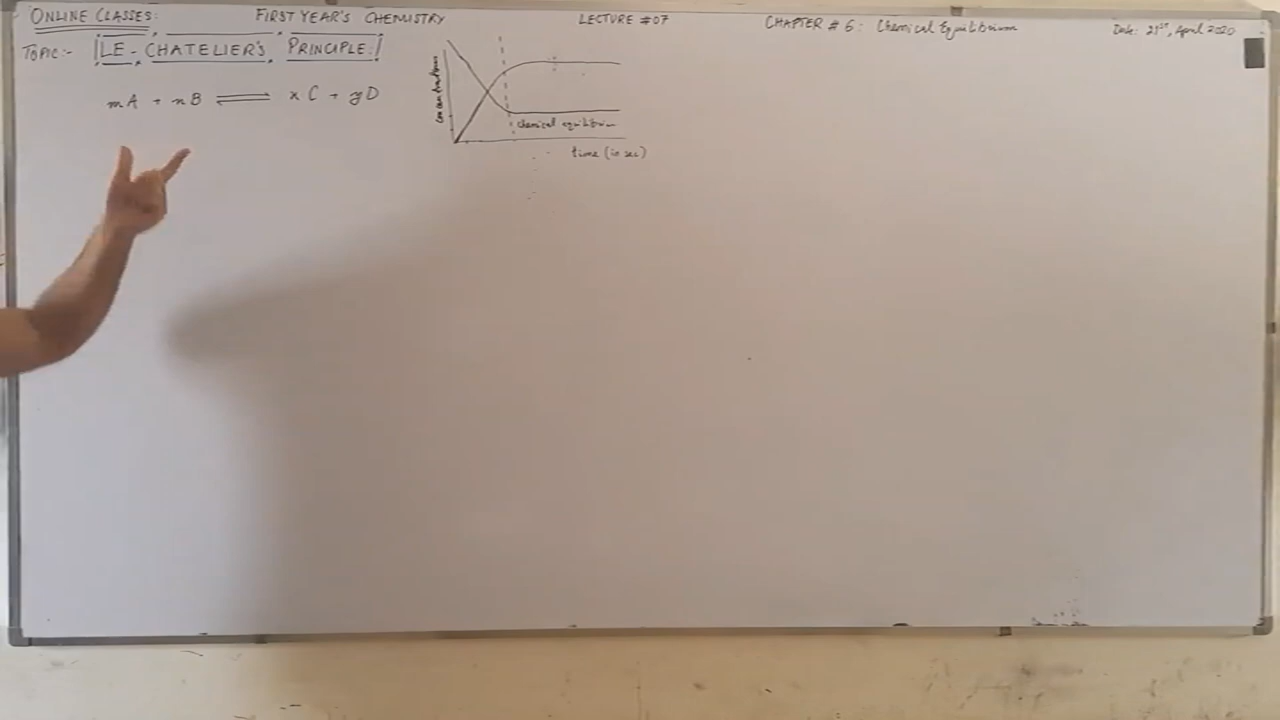 ONLINE CLASSES: FIRST YEAR'S CHEMISTRY LECTURE #07 CHAPTER # 6: Chemical Equilibrium Date: 21st, April 2020
TOPIC:- LE-CHATELIER'S PRINCIPLE:
mA + nB ⇌ xC + yD
concentrations
chemical equilibrium
time (in sec)